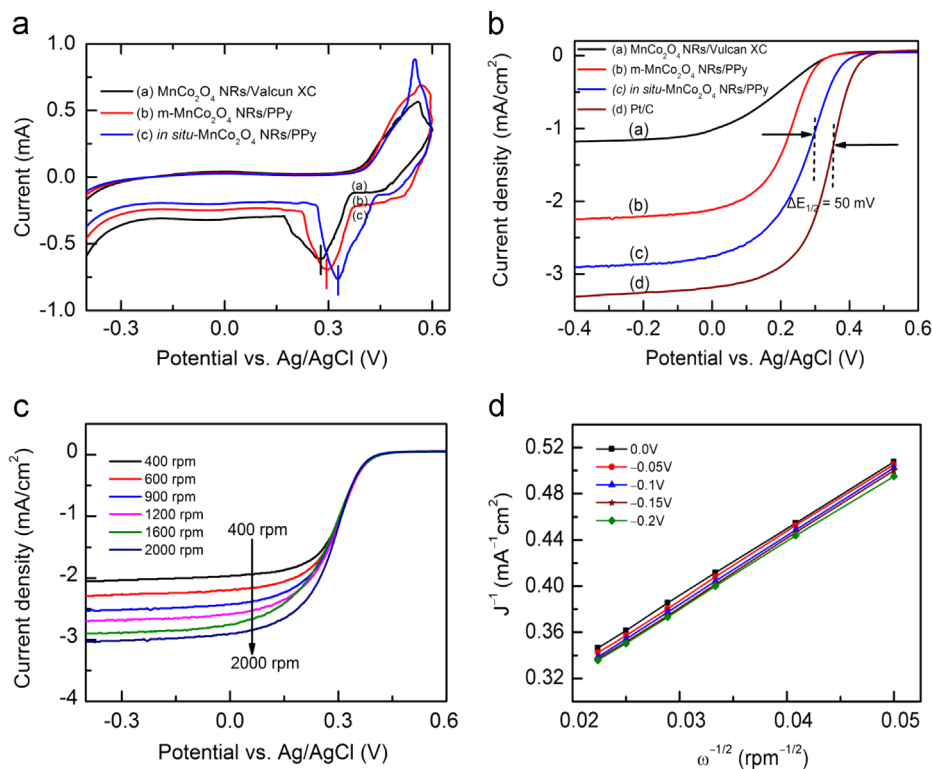 a
1.0
0.5
0.0
-0.5
-1.0
-0.3
0.0
0.3
0.6
Current (mA)
Potential vs. Ag/AgCl (V)
(a) MnCo₂O₄ NRs/Valcun XC
(b) m-MnCo₂O₄ NRs/PPy
(c) in situ-MnCo₂O₄ NRs/PPy
(a)
(b)
(c)
b
0
-1
-2
-3
-0.4
-0.2
0.0
0.2
0.4
0.6
Current density (mA/cm²)
Potential vs. Ag/AgCl (V)
(a) MnCo₂O₄ NRs/Vulcan XC
(b) m-MnCo₂O₄ NRs/PPy
(c) in situ-MnCo₂O₄ NRs/PPy
(d) Pt/C
(a)
(b)
(c)
(d)
ΔE₁/₂ = 50 mV
c
0
-1
-2
-3
-4
-0.3
0.0
0.3
0.6
Current density (mA/cm²)
Potential vs. Ag/AgCl (V)
400 rpm
600 rpm
900 rpm
1200 rpm
1600 rpm
2000 rpm
400 rpm
2000 rpm
d
0.52
0.48
0.44
0.40
0.36
0.33
0.02
0.03
0.04
0.05
J⁻¹ (mA⁻¹cm²)
ω⁻¹/² (rpm⁻¹/²)
0.0V
−0.05V
−0.1V
−0.15V
−0.2V